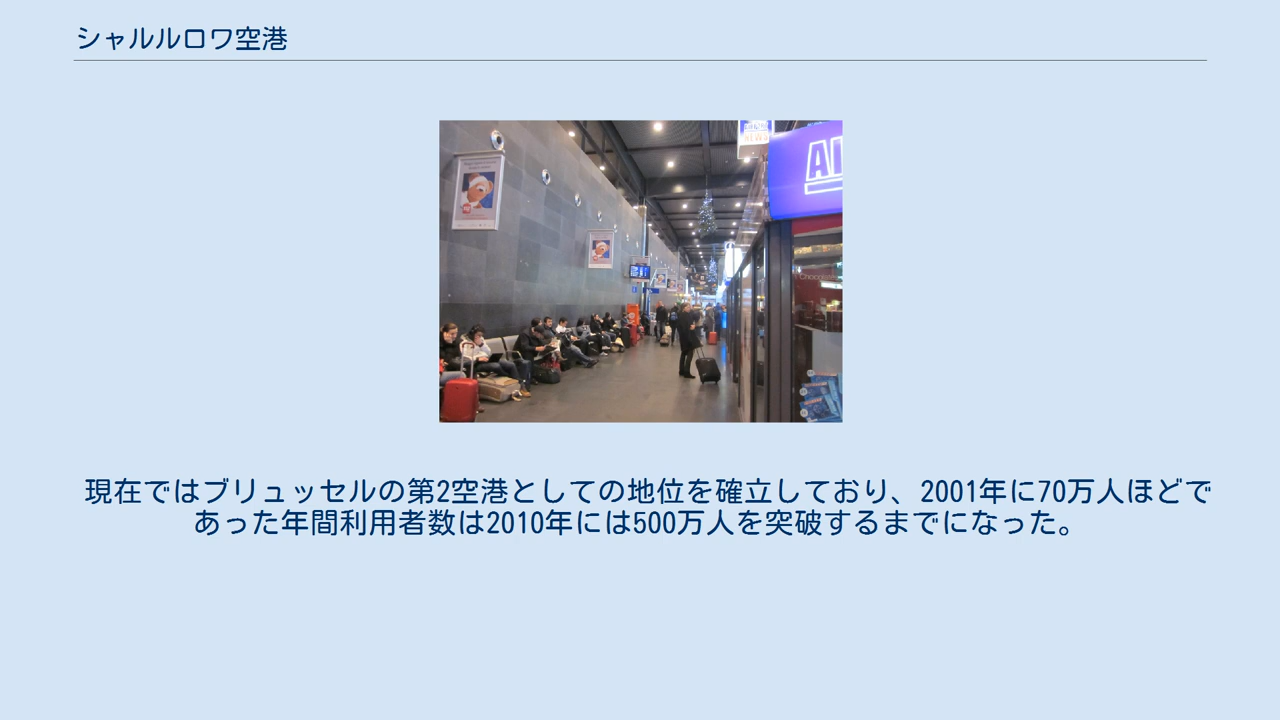 シャルルロワ空港
AI
現在ではブリュッセルの第2空港としての地位を確立しており、2001年に70万人ほどで
あった年間利用者数は2010年には500万人を突破するまでになった。